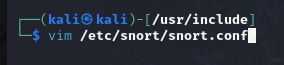 ┌──(kali㉿kali)-[/usr/include]
└─$ vim /etc/snort/snort.conf